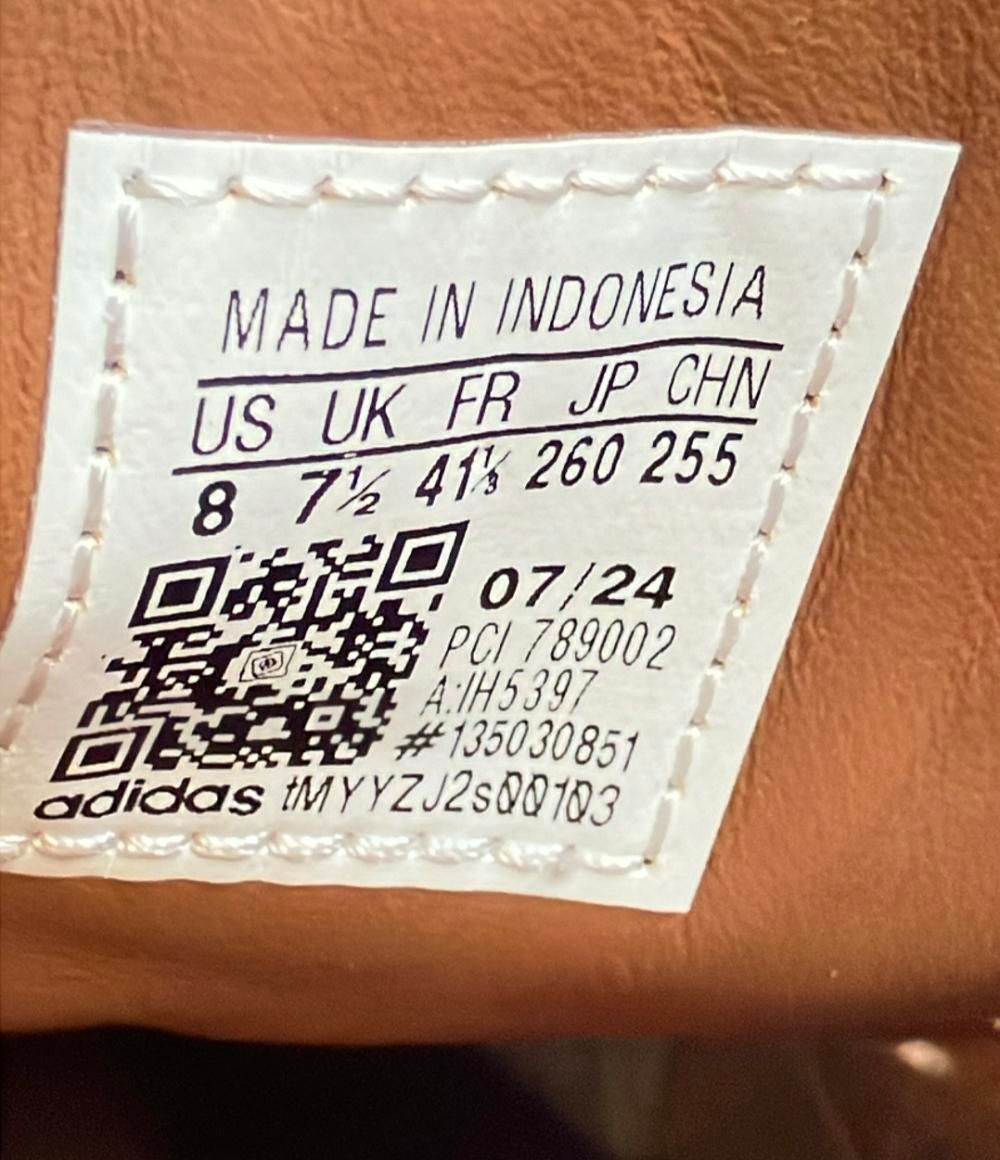 MADE IN INDONESIA
US UK FR JP CHN
8 7½ 41⅓ 260 255
07/24
PCI 789002
A:IH5397
#135030851
adidas tMYYZJ2s00103